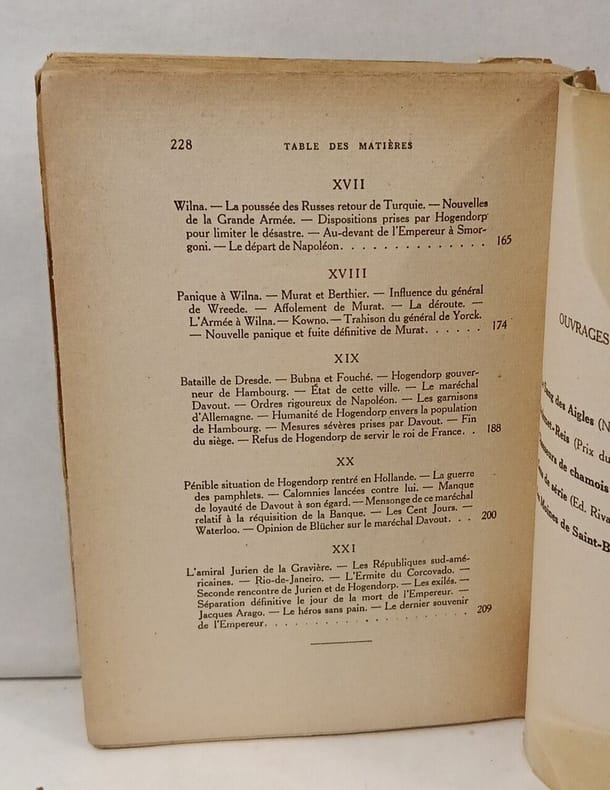 228 TABLE DES MATIÈRES
XVII
Wilna. — La poussée des Russes retour de Turquie. — Nouvelles
de la Grande Armée. — Dispositions prises par Hogendorp
pour limiter le désastre. — Au-devant de l'Empereur à Smor-
goni. — Le départ de Napoléon. . . . . . . . . . . . . . 165
XVIII
Panique à Wilna. — Murat et Berthier. — Influence du général
de Wreede. — Affolement de Murat. — La déroute. —
L'Armée à Wilna. — Kowno. — Trahison du général de Yorck.
— Nouvelle panique et fuite définitive de Murat. . . . . . 174
XIX
Bataille de Dresde. — Bubna et Fouché. — Hogendorp gouver-
neur de Hambourg. — État de cette ville. — Le maréchal
Davout. — Ordres rigoureux de Napoléon. — Les garnisons
d'Allemagne. — Humanité de Hogendorp envers la population
de Hambourg. — Mesures sévères prises par Davout. — Fin
du siège. — Refus de Hogendorp de servir le roi de France. . 188
XX
Pénible situation de Hogendorp rentré en Hollande. — La guerre
des pamphlets. — Calomnies lancées contre lui. — Manque
de loyauté de Davout à son égard. — Mensonge de ce maréchal
relatif à la réquisition de la Banque. — Les Cent Jours. —
Waterloo. — Opinion de Blücher sur le maréchal Davout. . . 200
XXI
L'amiral Jurien de la Gravière. — Les Républiques sud-amé-
ricaines. — Rio-de-Janeiro. — L'Ermite du Corcovado. —
Seconde rencontre de Jurien et de Hogendorp. — Les exilés. —
Séparation définitive le jour de la mort de l'Empereur. —
Jacques Arago. — Le héros sans pain. — Le dernier souvenir
de l'Empereur. . . . . . . . . . . . . . . . . . 209
OUVRAGES
des Aigles (N
-Reis (Prix du
de chamois
de série (Ed. Riva
Moines de Saint-B